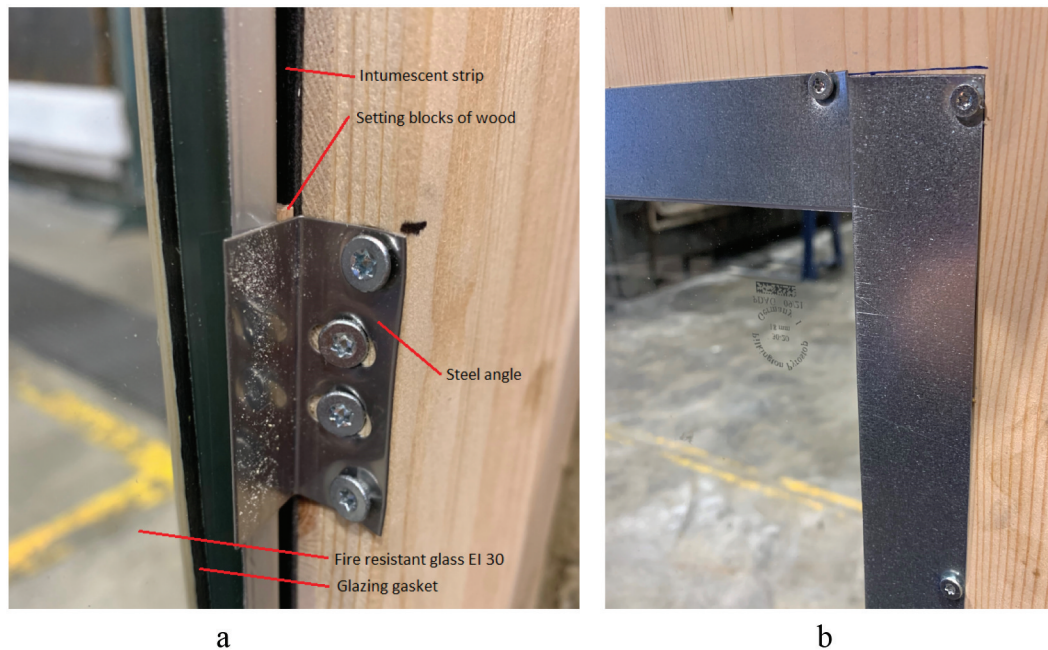 Intumescent strip
Setting blocks of wood
Steel angle
Fire resistant glass EI 30
Glazing gasket
a
b